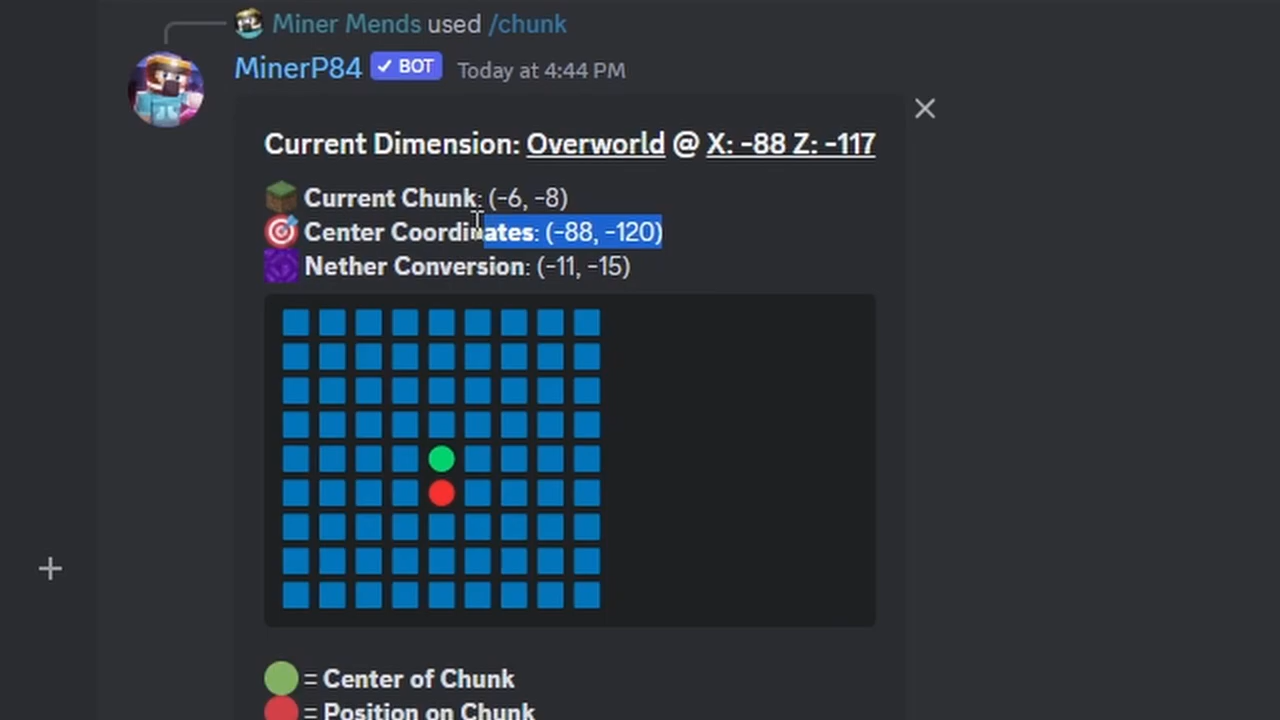 Miner Mends used /chunk
MinerP84 ✓ BOT Today at 4:44 PM
Current Dimension: Overworld @ X: -88 Z: -117
Current Chunk: (-6, -8)
Center Coordinates: (-88, -120)
Nether Conversion: (-11, -15)
= Center of Chunk
= Position on Chunk